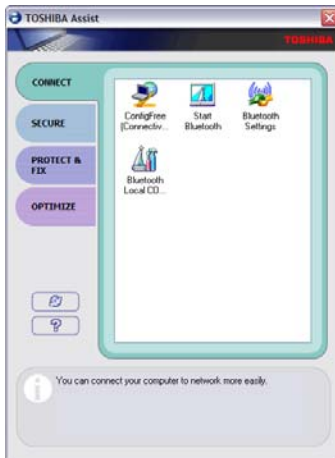 TOSHIBA Assist
TOSHIBA
CONNECT
SECURE
PROTECT &
FIX
OPTIMIZE
ConfigFree
(Connectiv...
Start
Bluetooth
Bluetooth
Settings
Bluetooth
Local CO...
?
i
You can connect your computer to network more easily.